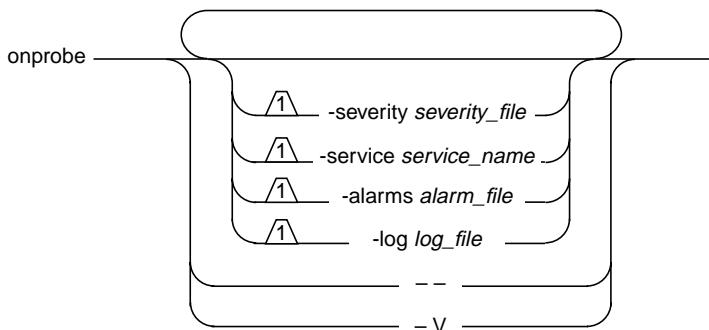 onprobe
1 -severity severity_file
1 -service service_name
1 -alarms alarm_file
1 -log log_file
– –
– V